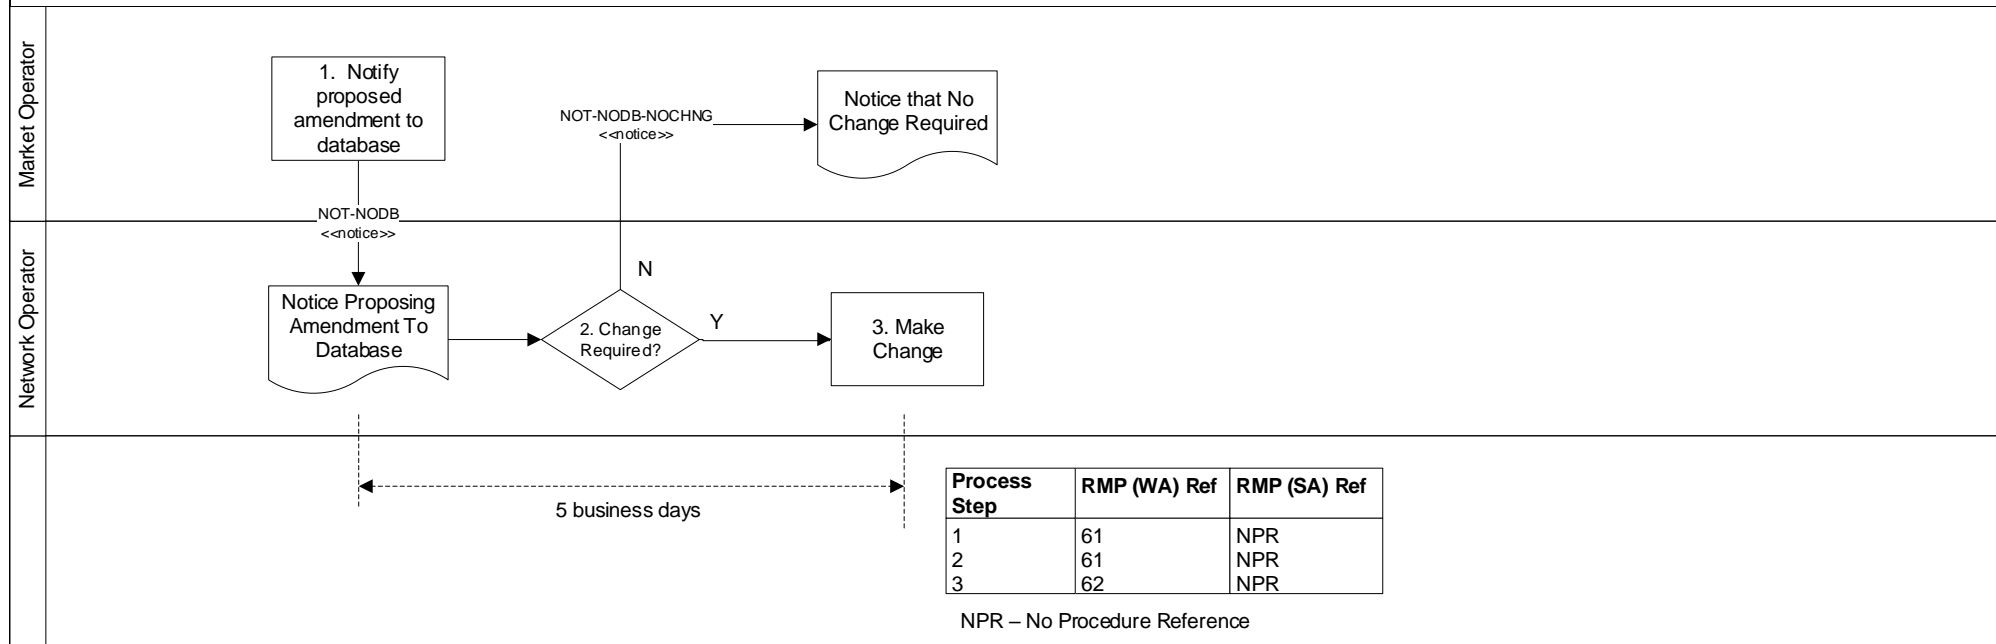 Market Operator
1. Notify
proposed
amendment to
database
NOT-NODB-NOCHNG
<<notice>>
Notice that No
Change Required
NOT-NODB
<<notice>>
Network Operator
N
Notice Proposing
Amendment To
Database
2. Change
Required?
Y
3. Make
Change
5 business days
Process Step RMP (WA) Ref RMP (SA) Ref
1 61 NPR
2 61 NPR
3 62 NPR
NPR – No Procedure Reference